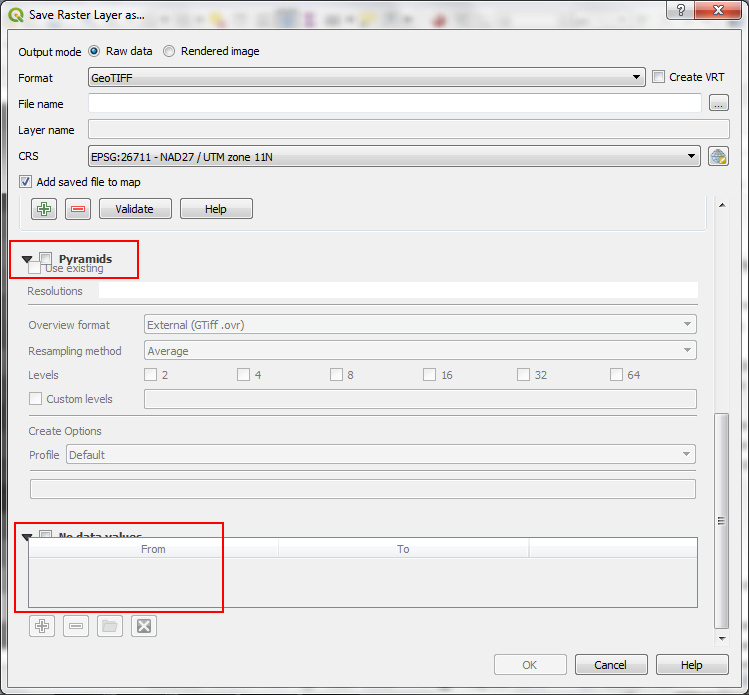 Save Raster Layer as...
Output mode Raw data Rendered image
Format GeoTIFF Create VRT
File name ...
Layer name
CRS EPSG:26711 - NAD27 / UTM zone 11N
Add saved file to map
Validate Help
Pyramids
Use existing
Resolutions
Overview format External (GTiff .ovr)
Resampling method Average
Levels 2 4 8 16 32 64
Custom levels
Create Options
Profile Default
No data values
From To
OK Cancel Help